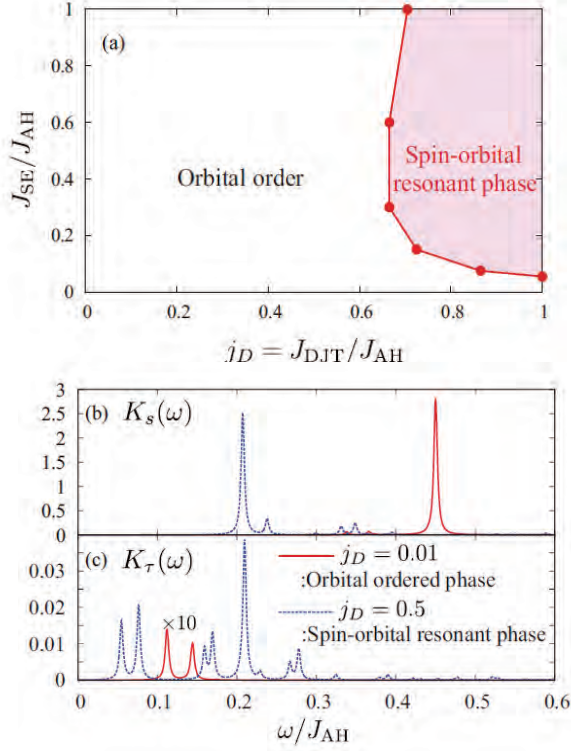 (a)
1
0.8
0.6
0.4
0.2
0
J_SE/J_AH
Orbital order
Spin-orbital
resonant phase
0 0.2 0.4 0.6 0.8 1
j_D = J_DJT/J_AH
(b) K_s(ω)
3
2.5
2
1.5
1
0.5
0
(c) K_τ(ω)
0.03
0.02
0.01
0
×10
j_D = 0.01
:Orbital ordered phase
j_D = 0.5
:Spin-orbital resonant phase
0 0.1 0.2 0.3 0.4 0.5 0.6
ω/J_AH